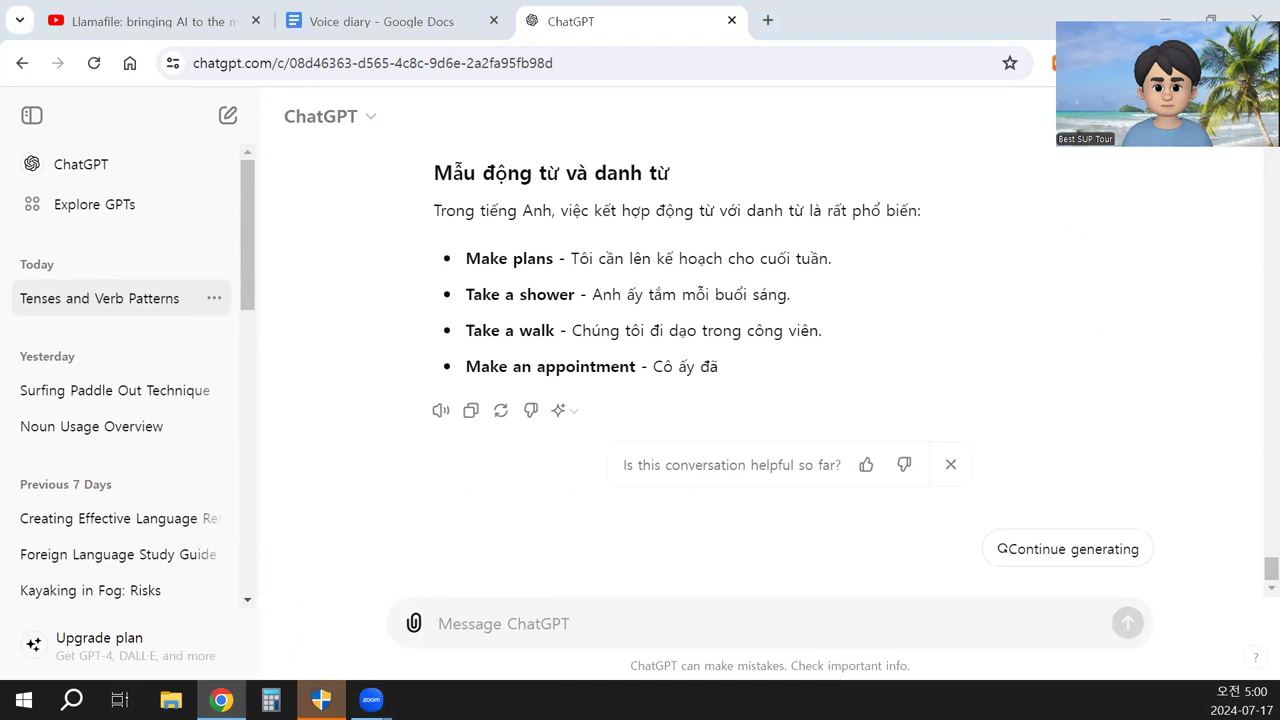 Llamafile: bringing AI to the m
Voice diary - Google Docs
ChatGPT
chatgpt.com/c/08d46363-d565-4c8c-9d6e-2a2fa95fb98d
Best SUP Tour
ChatGPT
ChatGPT
Explore GPTs
Today
Tenses and Verb Patterns
Yesterday
Surfing Paddle Out Technique
Noun Usage Overview
Previous 7 Days
Creating Effective Language Re
Foreign Language Study Guide
Kayaking in Fog: Risks
Upgrade plan
Get GPT-4, DALL·E, and more
Mẫu động từ và danh từ
Trong tiếng Anh, việc kết hợp động từ với danh từ là rất phổ biến:
• Make plans - Tôi cần lên kế hoạch cho cuối tuần.
• Take a shower - Anh ấy tắm mỗi buổi sáng.
• Take a walk - Chúng tôi đi dạo trong công viên.
• Make an appointment - Cô ấy đã
Is this conversation helpful so far?
Continue generating
Message ChatGPT
ChatGPT can make mistakes. Check important info.
?
zoom
오전 5:00
2024-07-17